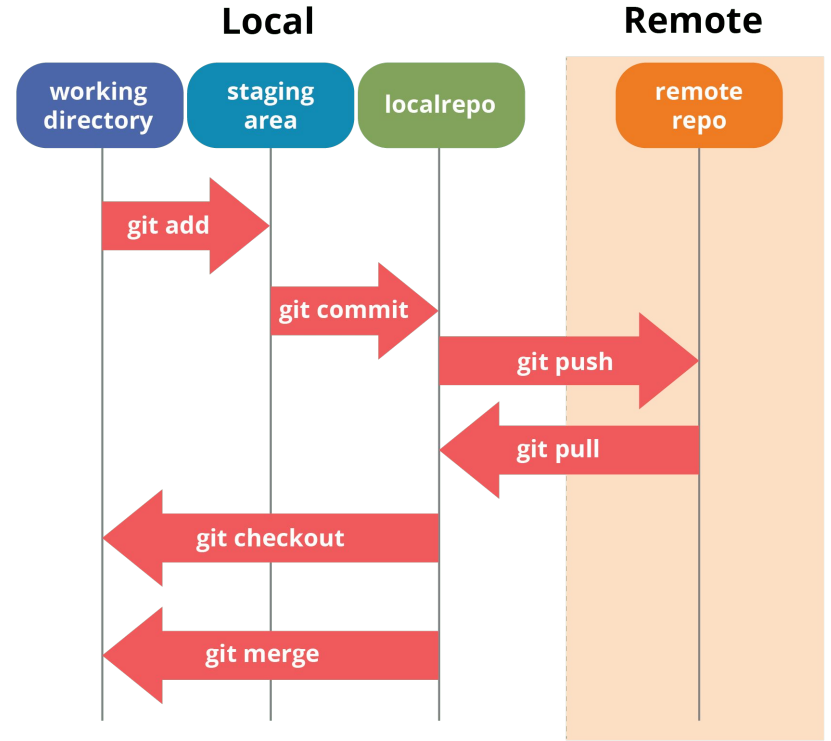 Local
Remote
working
directory
staging
area
localrepo
remote
repo
git add
git commit
git push
git pull
git checkout
git merge